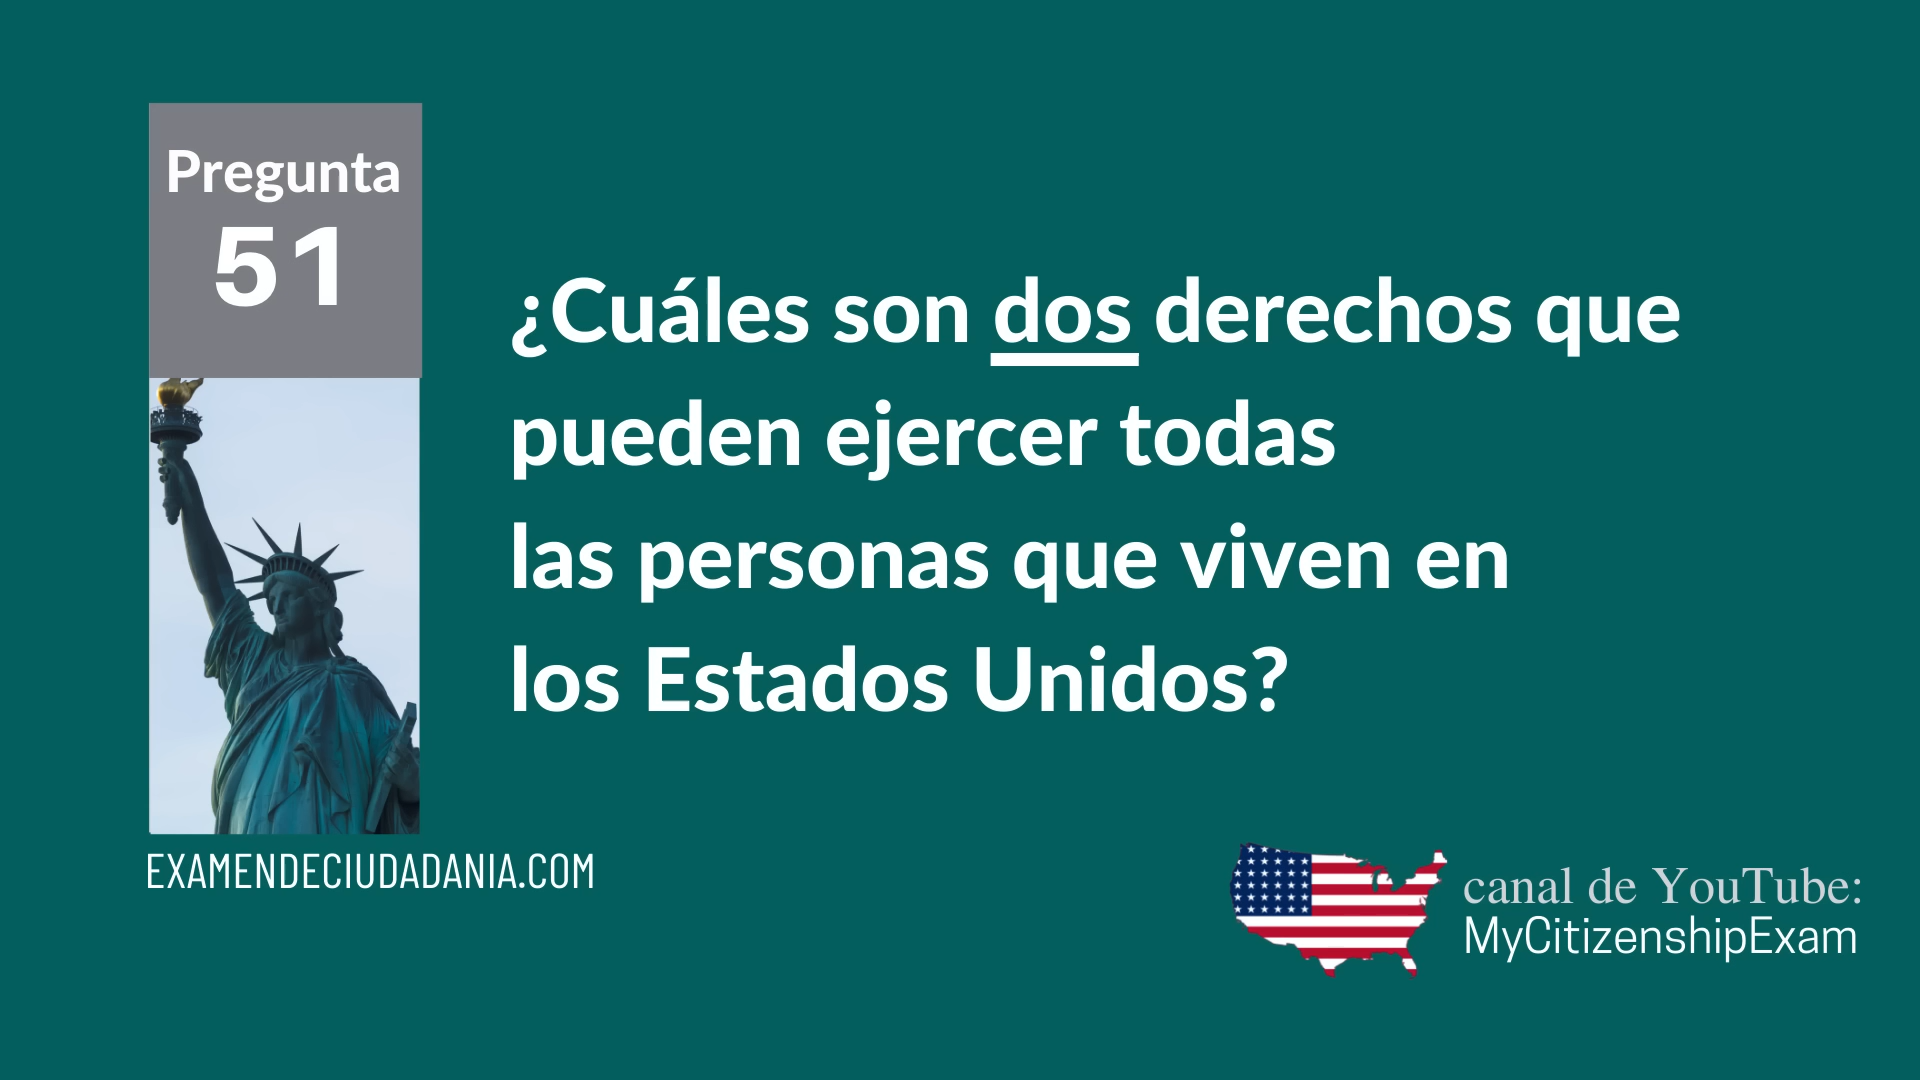 Pregunta
51
¿Cuáles son dos derechos que
pueden ejercer todas
las personas que viven en
los Estados Unidos?
EXAMENDECIUDADANIA.COM
canal de YouTube:
MyCitizenshipExam